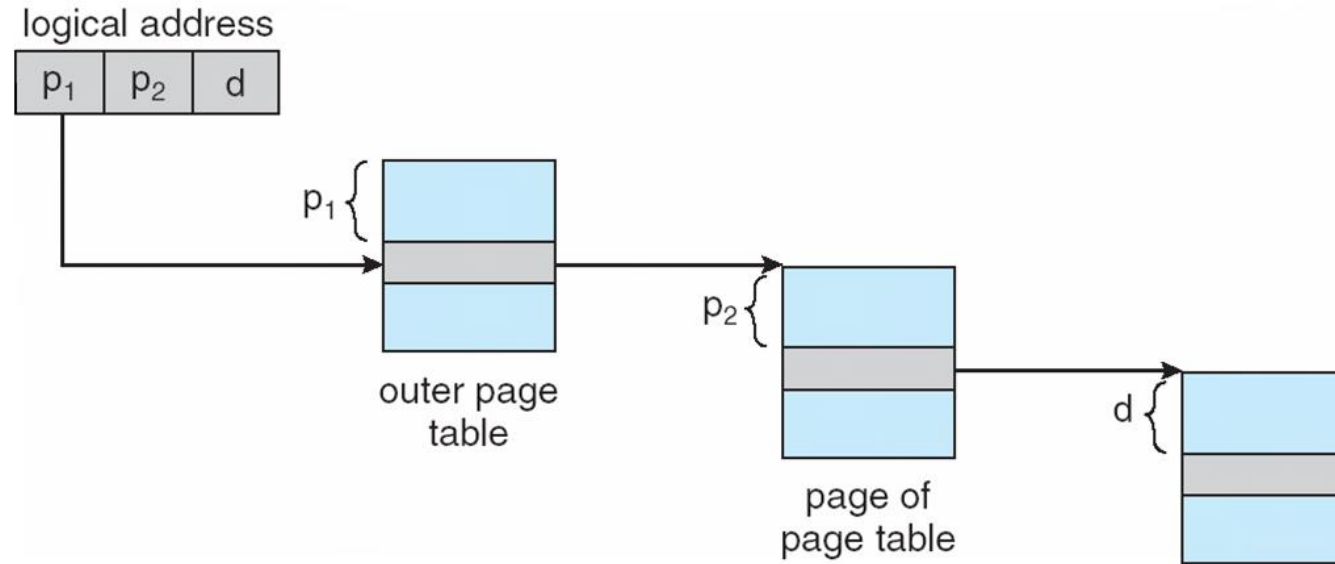 logical address
p₁ p₂ d
p₁
outer page
table
p₂
page of
page table
d